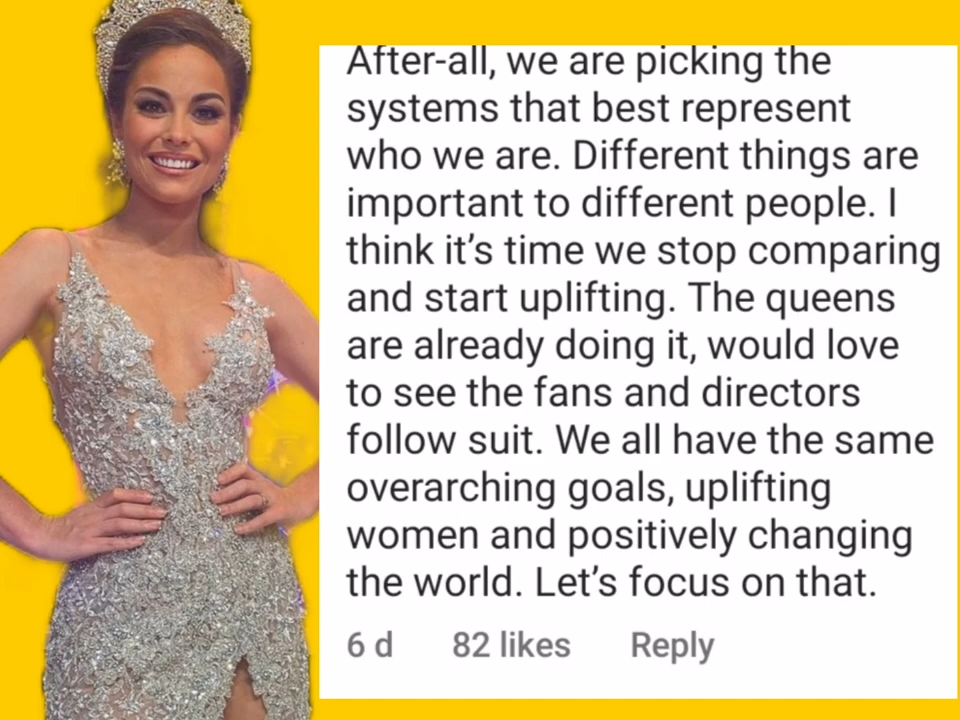 After-all, we are picking the
systems that best represent
who we are. Different things are
important to different people. I
think it’s time we stop comparing
and start uplifting. The queens
are already doing it, would love
to see the fans and directors
follow suit. We all have the same
overarching goals, uplifting
women and positively changing
the world. Let’s focus on that.
6 d 82 likes Reply